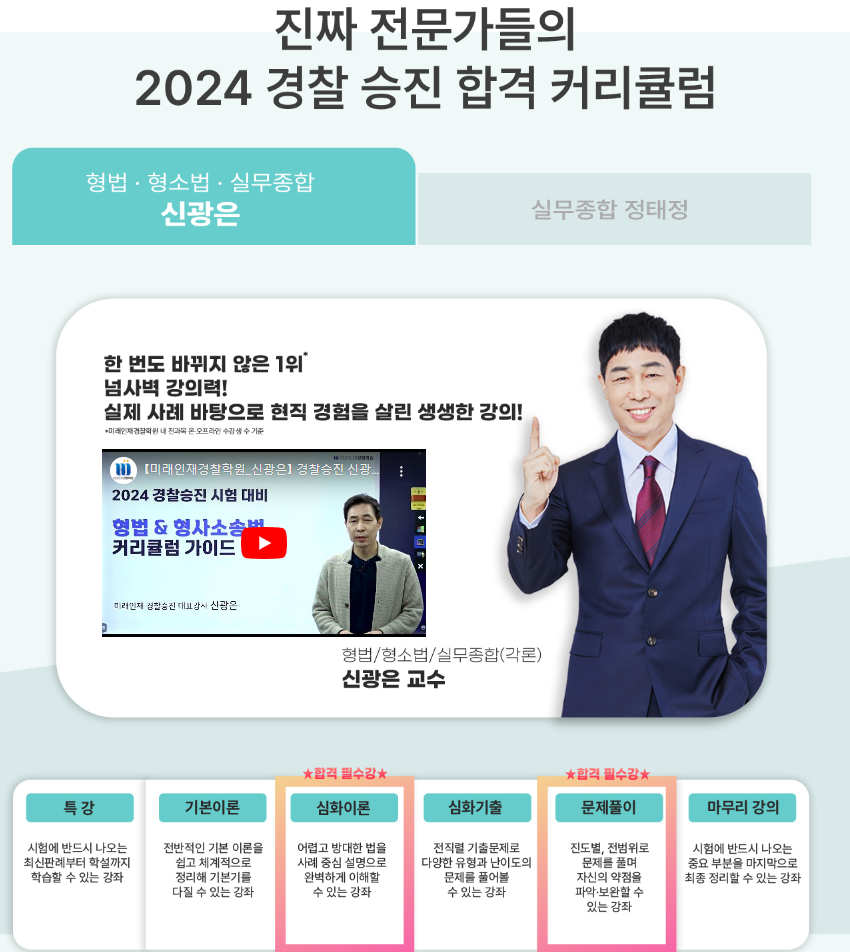 진짜 전문가들의
2024 경찰 승진 합격 커리큘럼
형법 · 형소법 · 실무종합
신광은
실무종합 정태정
한 번도 바뀌지 않은 1위*
넘사벽 강의력!
실제 사례 바탕으로 현직 경험을 살린 생생한 강의!
*미래인재경찰학원 내 전과목 온·오프라인 수강생 수 기준
【미래인재경찰학원_신광은】 경찰승진 신광...
2024 경찰승진 시험 대비
형법 & 형사소송법
커리큘럼 가이드
미래인재 경찰승진 대표강사 신광은
형법/형소법/실무종합(각론)
신광은 교수
★합격 필수강★
★합격 필수강★
특 강
시험에 반드시 나오는
최신판례부터 학설까지
학습할 수 있는 강좌
기본이론
전반적인 기본 이론을
쉽고 체계적으로
정리해 기본기를
다질 수 있는 강좌
심화이론
어렵고 방대한 법을
사례 중심 설명으로
완벽하게 이해할
수 있는 강좌
심화기출
전직렬 기출문제로
다양한 유형과 난이도의
문제를 풀어볼
수 있는 강좌
문제풀이
진도별, 전범위로
문제를 풀며
자신의 약점을
파악·보완할 수
있는 강좌
마무리 강의
시험에 반드시 나오는
중요 부분을 마지막으로
최종 정리할 수 있는 강좌